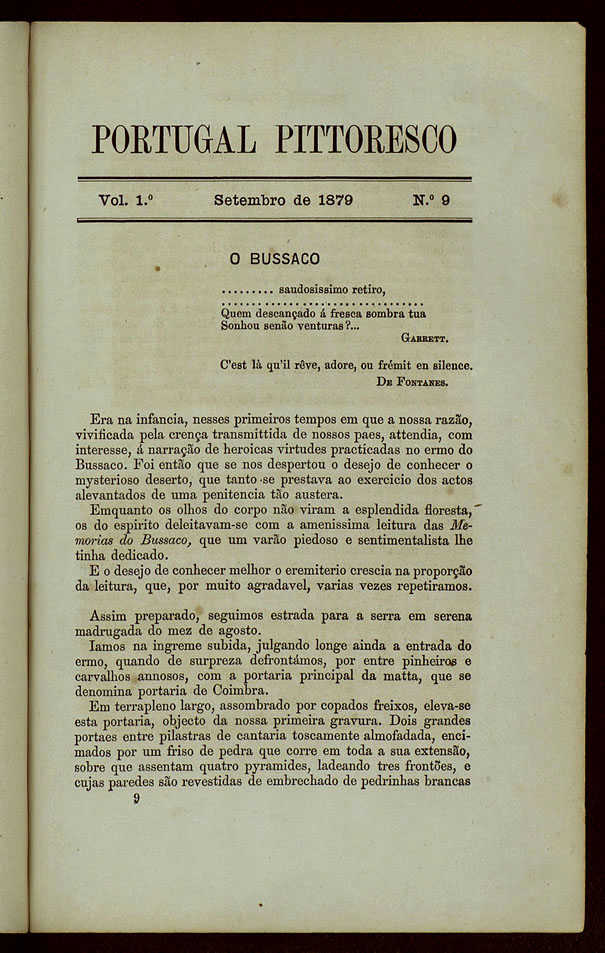 PORTUGAL PITTORESCO
Vol. 1.º Setembro de 1879 N.º 9
O BUSSACO
......... saudosissimo retiro,
................................
Quem descançado á fresca sombra tua
Sonhou senão venturas?...
GARRETT.
C'est là qu'il rêve, adore, ou frémit en silence.
DE FONTANES.
Era na infancia, nesses primeiros tempos em que a nossa razão,
vivificada pela crença transmittida de nossos paes, attendia, com
interesse, á narração de heroicas virtudes practicadas no ermo do
Bussaco. Foi então que se nos despertou o desejo de conhecer o
mysterioso deserto, que tanto se prestava ao exercicio dos actos
alevantados de uma penitencia tão austera.
Emquanto os olhos do corpo não viram a esplendida floresta,
os do espirito deleitavam-se com a amenissima leitura das Me-
morias do Bussaco, que um varão piedoso e sentimentalista lhe
tinha dedicado.
E o desejo de conhecer melhor o eremiterio crescia na proporção
da leitura, que, por muito agradavel, varias vezes repetiramos.
Assim preparado, seguimos estrada para a serra em serena
madrugada do mez de agosto.
Iamos na ingreme subida, julgando longe ainda a entrada do
ermo, quando de surpreza defrontámos, por entre pinheiros e
carvalhos annosos, com a portaria principal da matta, que se
denomina portaria de Coimbra.
Em terrapleno largo, assombrado por copados freixos, eleva-se
esta portaria, objecto da nossa primeira gravura. Dois grandes
portaes entre pilastras de cantaria toscamente almofadada, enci-
mados por um friso de pedra que corre em toda a sua extensão,
sobre que assentam quatro pyramides, ladeando tres frontões, e
cujas paredes são revestidas de embrechado de pedrinhas brancas
9